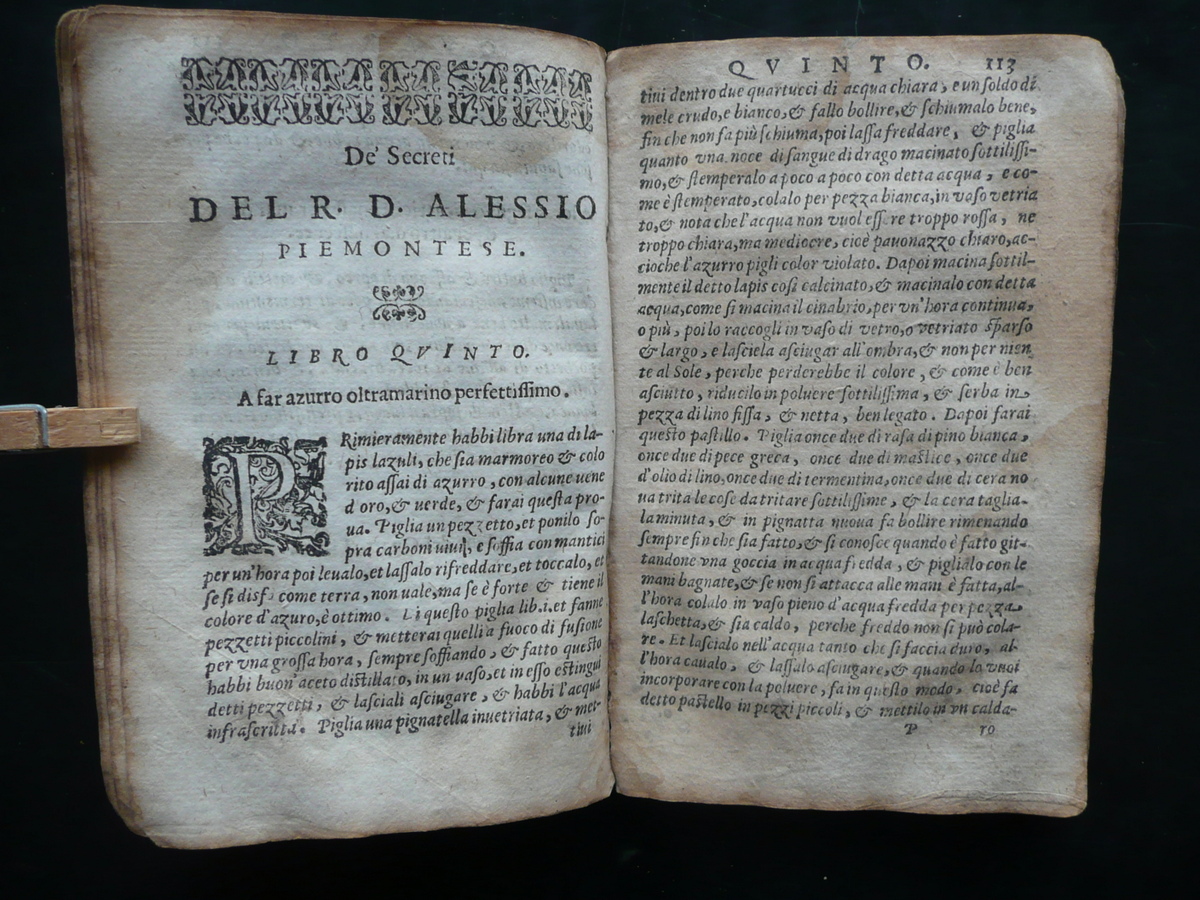 De' Secreti
DEL R. D. ALESSIO
PIEMONTESE.
LIBRO QVINTO.
A far azurro oltramarino perfettissimo.
PRimieramente habbi libra una di la-
pis lazuli, che sia marmoreo & colo
rito assai di azurro, con alcune uene
d oro, & uerde, & farai questa pro-
ua. Piglia un pezzetto, et ponilo so-
pra carboni uiui, e soffia con mantici
per un'hora poi leualo, et lassalo rifreddare, et toccalo, et
se si disf come terra, non uale, ma se è forte & tiene il
colore d'azuro, è ottimo. Di questo piglia lib.i. et fanne
pezzetti piccolini, & metterai quelli a fuoco di fusione
per vna grossa hora, sempre soffiando, & fatto questo
habbi buon'aceto distillato, in un vaso, et in esso estingui
detti pezzetti, & lasciali asciugare, & habbi l'acqua
infrascritta. Piglia una pignatella inuetriata, & met-
tiui
QVINTO. 113
tiui dentro due quartucci di acqua chiara, e un soldo di
mele crudo, e bianco, & fallo bollire, & schiumalo bene,
fin che non fa più schiuma, poi lassa freddare, & piglia
quanto vna noce di sangue di drago macinato sottilissi-
mo, & stemperalo a poco a poco con detta acqua, e co-
me è stemperato, colalo per pezza bianca, in vaso vetria
to, & nota che l'acqua non vuol essere troppo rossa, ne
troppo chiara, ma mediocre, cioè pauonazzo chiaro, ac-
cioche l'azurro pigli color violato. Dapoi macina sottil-
mente il detto lapis così calcinato, & macinalo con detta
acqua, come si macina il cinabrio, per vn'hora continua,
o più, poi lo raccogli in vaso di vetro, o vetriato sparso
& largo, e lasciela asciugar all'ombra, & non per nien
te al Sole, perche perderebbe il colore, & come è ben
asciutto, riducilo in poluere sottilissima, & serba in
pezza di lino fissa, & netta, ben legato. Dapoi farai
questo pastillo. Piglia once due di rasa di pino bianca,
once due di pece greca, once due di mastice, once due
d'olio di lino, once due di termentina, once due di cera no
ua trita le cose da tritare sottilissime, & la cera taglia-
la minuta, & in pignatta nuoua fa bollire rimenando
sempre fin che sia fatto, & si conosce quando è fatto git-
tandone vna goccia in acqua fredda, & pigliālo con le
mani bagnate, & se non si attacca alle mani è fatta, al-
l'hora colalo in vaso pieno d'acqua fredda per pezza
laschetta, & sia caldo, perche freddo non si può cola-
re. Et lascialo nell'acqua tanto che si faccia duro, al-
l'hora caualo, & lassalo asciugare, & quando lo vuoi
incorporare con la poluere, fa in questo modo, cioè fa
detto pastello in pezzi piccoli, & mettilo in vn calda-
P ro